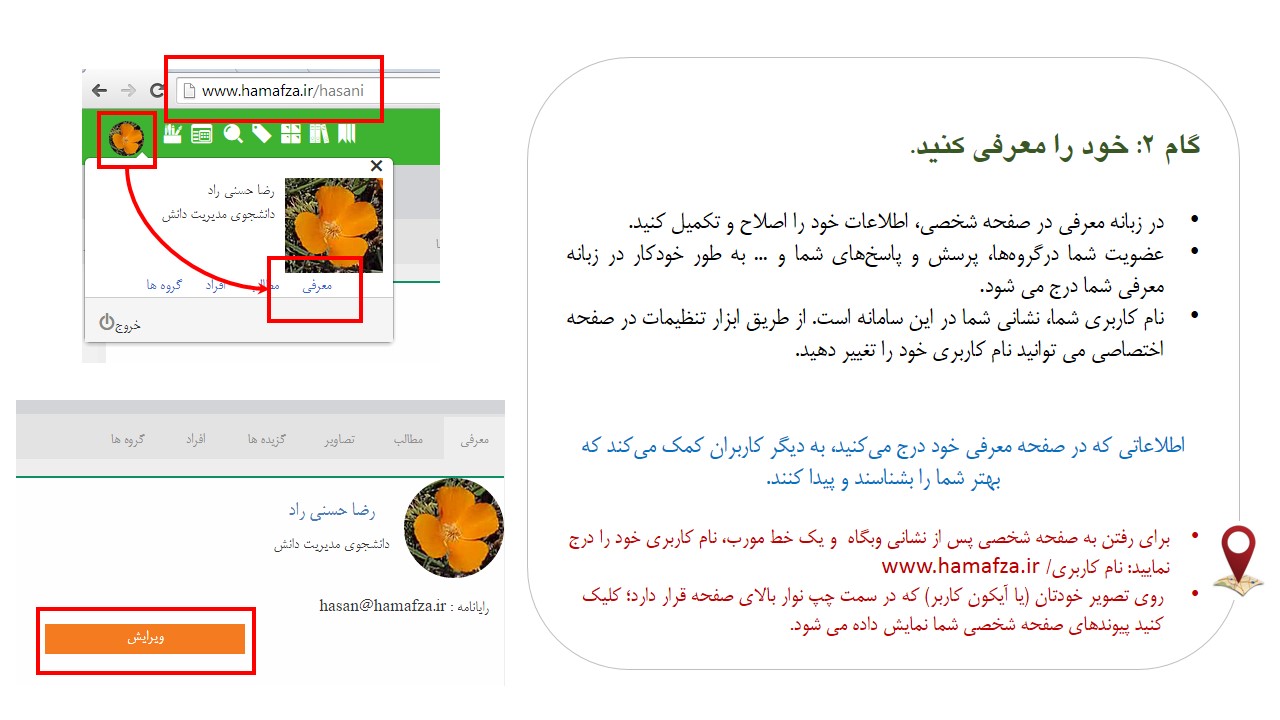 گام ۲: خود را معرفی کنید.
• در زبانه معرفی در صفحه شخصی، اطلاعات خود را اصلاح و تکمیل کنید.
• عضویت شما درگروه‌ها، پرسش و پاسخ‌های شما و ... به طور خودکار در زبانه
معرفی شما درج می شود.
• نام کاربری شما، نشانی شما در این سامانه است. از طریق ابزار تنظیمات در صفحه
اختصاصی می توانید نام کاربری خود را تغییر دهید.
اطلاعاتی که در صفحه معرفی خود درج می‌کنید، به دیگر کاربران کمک می‌کند که
بهتر شما را بشناسند و پیدا کنند.
• برای رفتن به صفحه شخصی پس از نشانی وبگاه و یک خط مورب، نام کاربری خود را درج
نمایید: نام کاربری/ www.hamafza.ir
• روی تصویر خودتان (یا آیکون کاربر) که در سمت چپ نوار بالای صفحه قرار دارد؛ کلیک
کنید پیوندهای صفحه شخصی شما نمایش داده می شود.
www.hamafza.ir/hasani
رضا حسنی راد
دانشجوی مدیریت دانش
معرفی مطالب افراد گروه ها
خروج
معرفی مطالب تصاویر گزیده ها افراد گروه ها
رضا حسنی راد
دانشجوی مدیریت دانش
رایانامه : hasan@hamafza.ir
ویرایش